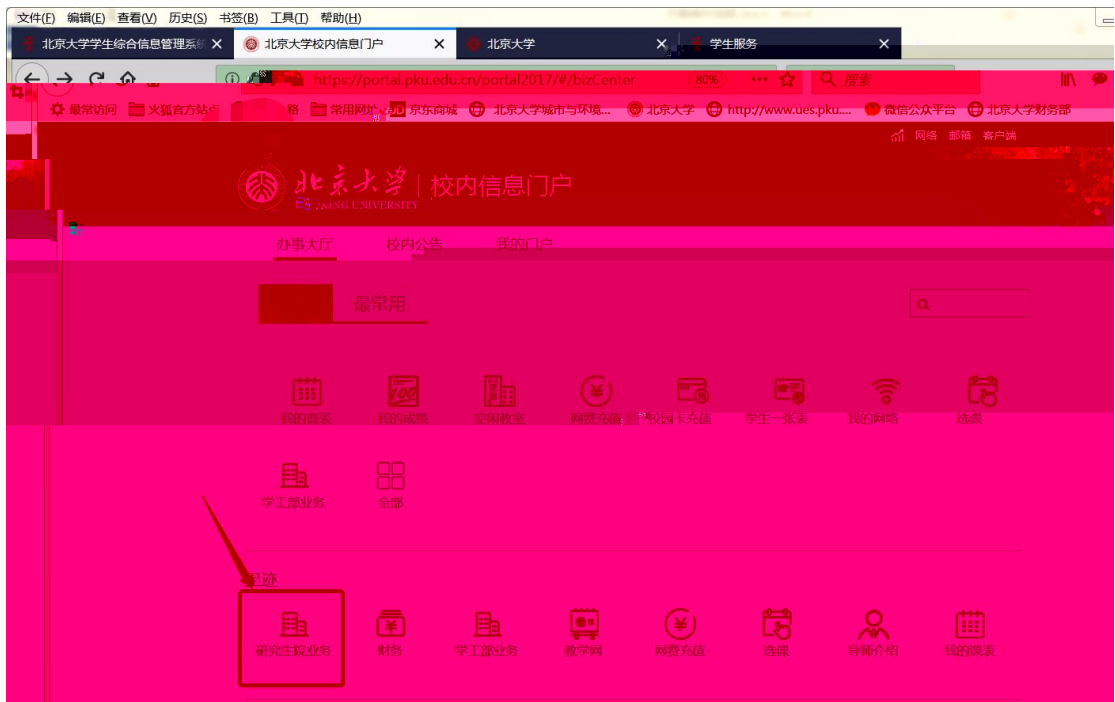 文件(F) 编辑(E) 查看(V) 历史(S) 书签(B) 工具(T) 帮助(H)
北京大学学生综合信息管理系统 × 北京大学校内信息门户 × 北京大学 × 学生服务 ×
https://portal.pku.edu.cn/portal2017/#/bizCenter 80% ••• 搜索
最常访问 火狐官方站点 常用网址 JD 京东商城 北京大学城市与环境... 北京大学 http://www.ues.pku.... 微信公众平台 北京大学财务部
网络 邮箱 客户端
北京大学 | 校内信息门户
PEKING UNIVERSITY
办事大厅 校内公告 我的门户
最常用
我的课表 我的成绩 空闲教室 网费充值 校园卡充值 学生一张表 我的网络 选课
学工部业务 全部
足迹
研究生院业务 财务 学工部业务 教学网 网费充值 选课 导师介绍 我的课表